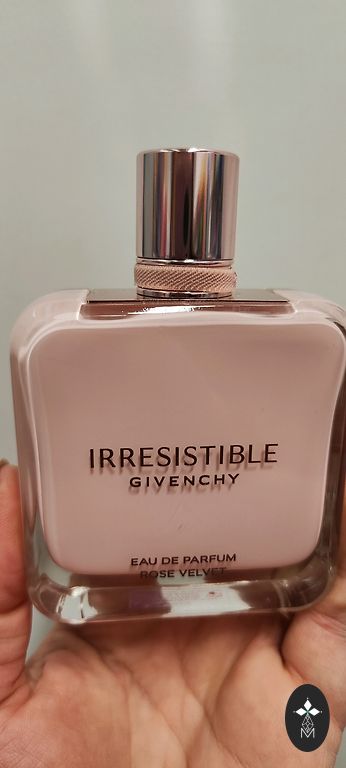 IRRESISTIBLE
GIVENCHY
EAU DE PARFUM
ROSE VELVET